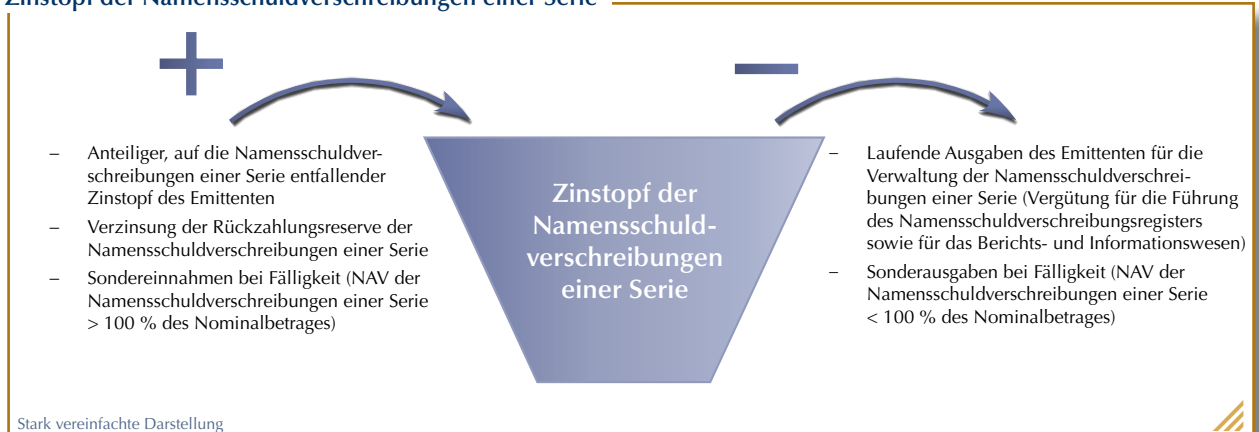 Zinstopf der Namensschuldverschreibungen einer Serie
– Anteiliger, auf die Namensschuldver-
schreibungen einer Serie entfallender
Zinstopf des Emittenten
– Verzinsung der Rückzahlungsreserve der
Namensschuldverschreibungen einer Serie
– Sondereinnahmen bei Fälligkeit (NAV der
Namensschuldverschreibungen einer Serie
> 100 % des Nominalbetrages)
Zinstopf der
Namensschuld-
verschreibungen
einer Serie
– Laufende Ausgaben des Emittenten für die
Verwaltung der Namensschuldverschrei-
bungen einer Serie (Vergütung für die Führung
des Namensschuldverschreibungsregisters
sowie für das Berichts- und Informationswesen)
– Sonderausgaben bei Fälligkeit (NAV der
Namensschuldverschreibungen einer Serie
< 100 % des Nominalbetrages)
Stark vereinfachte Darstellung